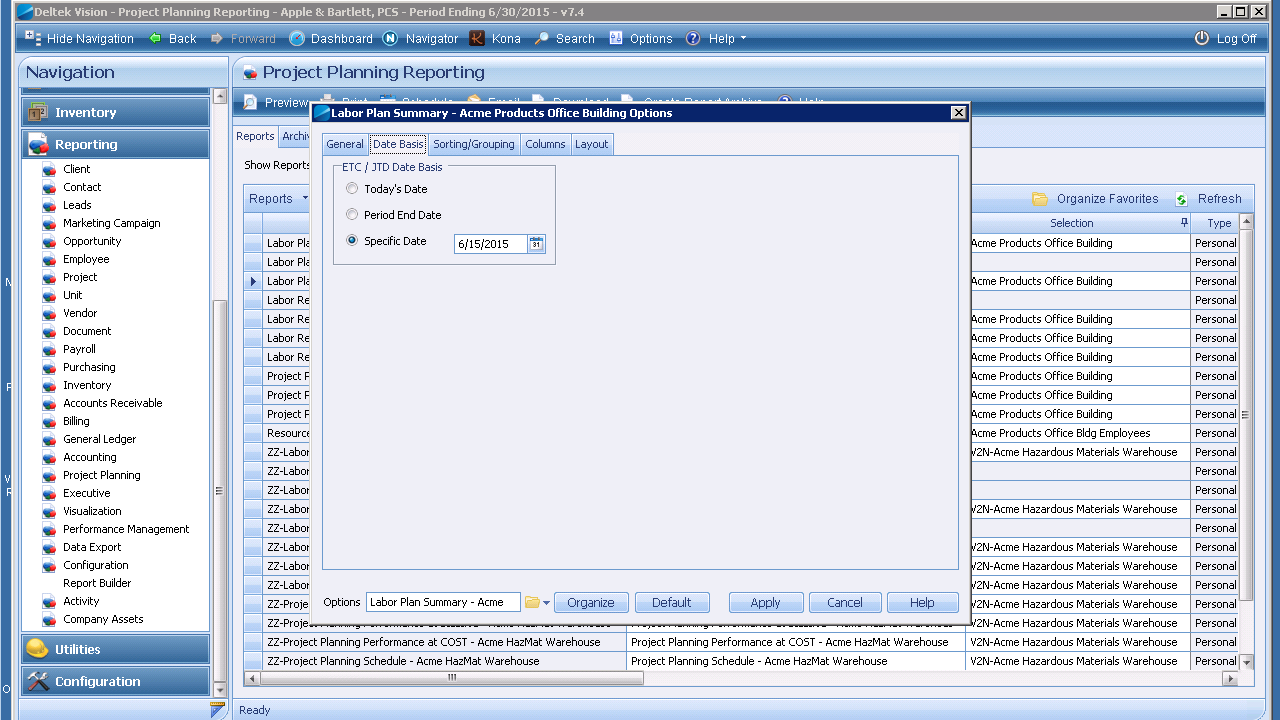 Deltek Vision - Project Planning Reporting - Apple & Bartlett, PCS - Period Ending 6/30/2015 - v7.4
Hide Navigation Back Forward Dashboard Navigator Kona Search Options Help Log Off
Navigation
Inventory
Reporting
Client
Contact
Leads
Marketing Campaign
Opportunity
Employee
Project
Unit
Vendor
Document
Payroll
Purchasing
Inventory
Accounts Receivable
Billing
General Ledger
Accounting
Project Planning
Executive
Visualization
Performance Management
Data Export
Configuration
Report Builder
Activity
Company Assets
Utilities
Configuration
Project Planning Reporting
Preview
Reports Archiv
Show Reports
Reports Organize Favorites Refresh
Selection Type
Labor Pla Acme Products Office Building Personal
Labor Pla Personal
Labor Pla Acme Products Office Building Personal
Labor Re Personal
Labor Re Acme Products Office Building Personal
Labor Re Acme Products Office Building Personal
Labor Re Acme Products Office Building Personal
Project P Acme Products Office Building Personal
Project P Acme Products Office Building Personal
Project P Acme Products Office Building Personal
Resource Acme Products Office Bldg Employees Personal
ZZ-Labor V2N-Acme Hazardous Materials Warehouse Personal
ZZ-Labor Personal
ZZ-Labor Personal
ZZ-Labor V2N-Acme Hazardous Materials Warehouse Personal
ZZ-Labor Personal
ZZ-Labor V2N-Acme Hazardous Materials Warehouse Personal
ZZ-Labor V2N-Acme Hazardous Materials Warehouse Personal
ZZ-Labor V2N-Acme Hazardous Materials Warehouse Personal
ZZ-Projec V2N-Acme Hazardous Materials Warehouse Personal
V2N-Acme Hazardous Materials Warehouse Personal
ZZ-Project Planning Performance at COST - Acme HazMat Warehouse Project Planning Performance at COST - Acme HazMat Warehouse V2N-Acme Hazardous Materials Warehouse Personal
ZZ-Project Planning Schedule - Acme HazMat Warehouse Project Planning Schedule - Acme HazMat Warehouse V2N-Acme Hazardous Materials Warehouse Personal
Ready
Labor Plan Summary - Acme Products Office Building Options
General Date Basis Sorting/Grouping Columns Layout
ETC / JTD Date Basis
Today's Date
Period End Date
Specific Date 6/15/2015 31
Options Labor Plan Summary - Acme Organize Default Apply Cancel Help